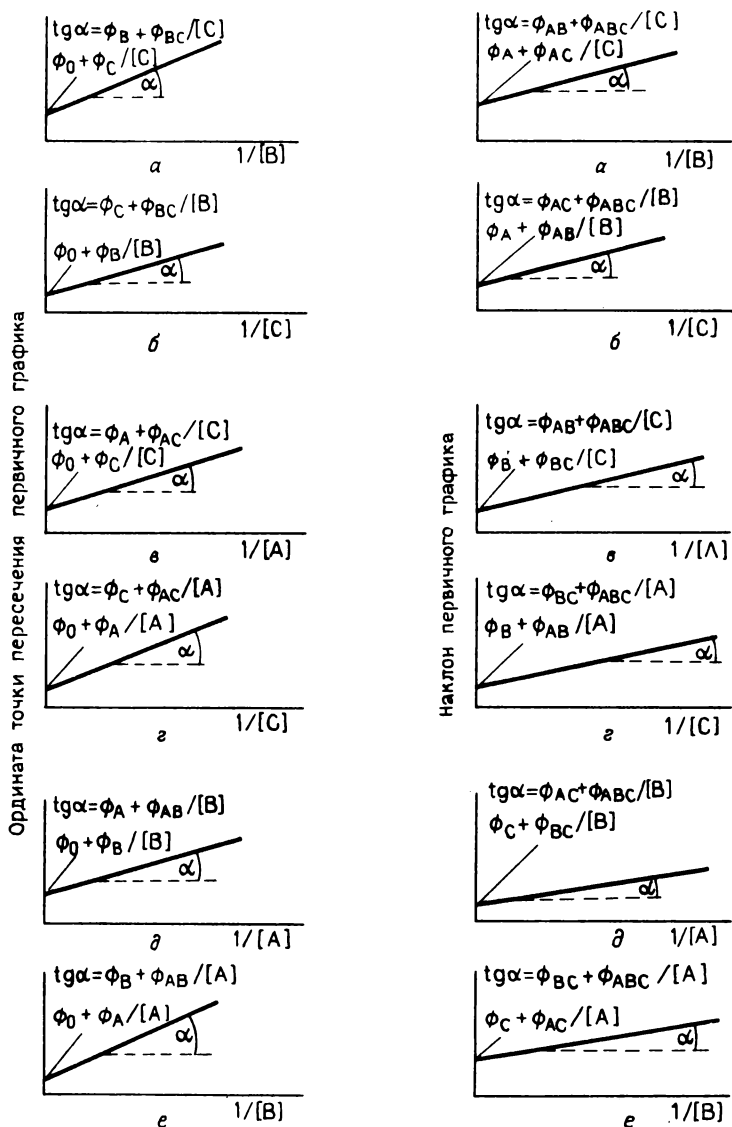 Ордината точки пересечения первичного графика
tgα=ϕB + ϕBC/[C]
ϕ0 + ϕC/[C]
α
1/[B]
а
tgα=ϕC+ϕBC/[B]
ϕ0 + ϕB/[B]
α
1/[C]
б
tgα=ϕA+ϕAC/[C]
ϕ0 + ϕC/[C]
α
1/[A]
в
tgα=ϕC+ϕAC/[A]
ϕ0 + ϕA/[A]
α
1/[C]
г
tgα=ϕA + ϕAB/[B]
ϕ0 + ϕB/[B]
α
1/[A]
д
tgα=ϕB + ϕAB/[A]
ϕ0 + ϕA/[A]
α
1/[B]
е
Наклон первичного графика
tgα=ϕAB+ϕABC/[C]
ϕA + ϕAC/[C]
α
1/[B]
а
tgα=ϕAC+ϕABC/[B]
ϕA + ϕAB/[B]
α
1/[C]
б
tgα=ϕAB+ϕABC/[C]
ϕB + ϕBC/[C]
α
1/[A]
в
tgα=ϕBC+ϕABC/[A]
ϕB + ϕAB/[A]
α
1/[C]
г
tgα=ϕAC+ϕABC/[B]
ϕC + ϕBC/[B]
α
1/[A]
д
tgα=ϕBC+ϕABC/[A]
ϕC + ϕAC/[A]
α
1/[B]
е